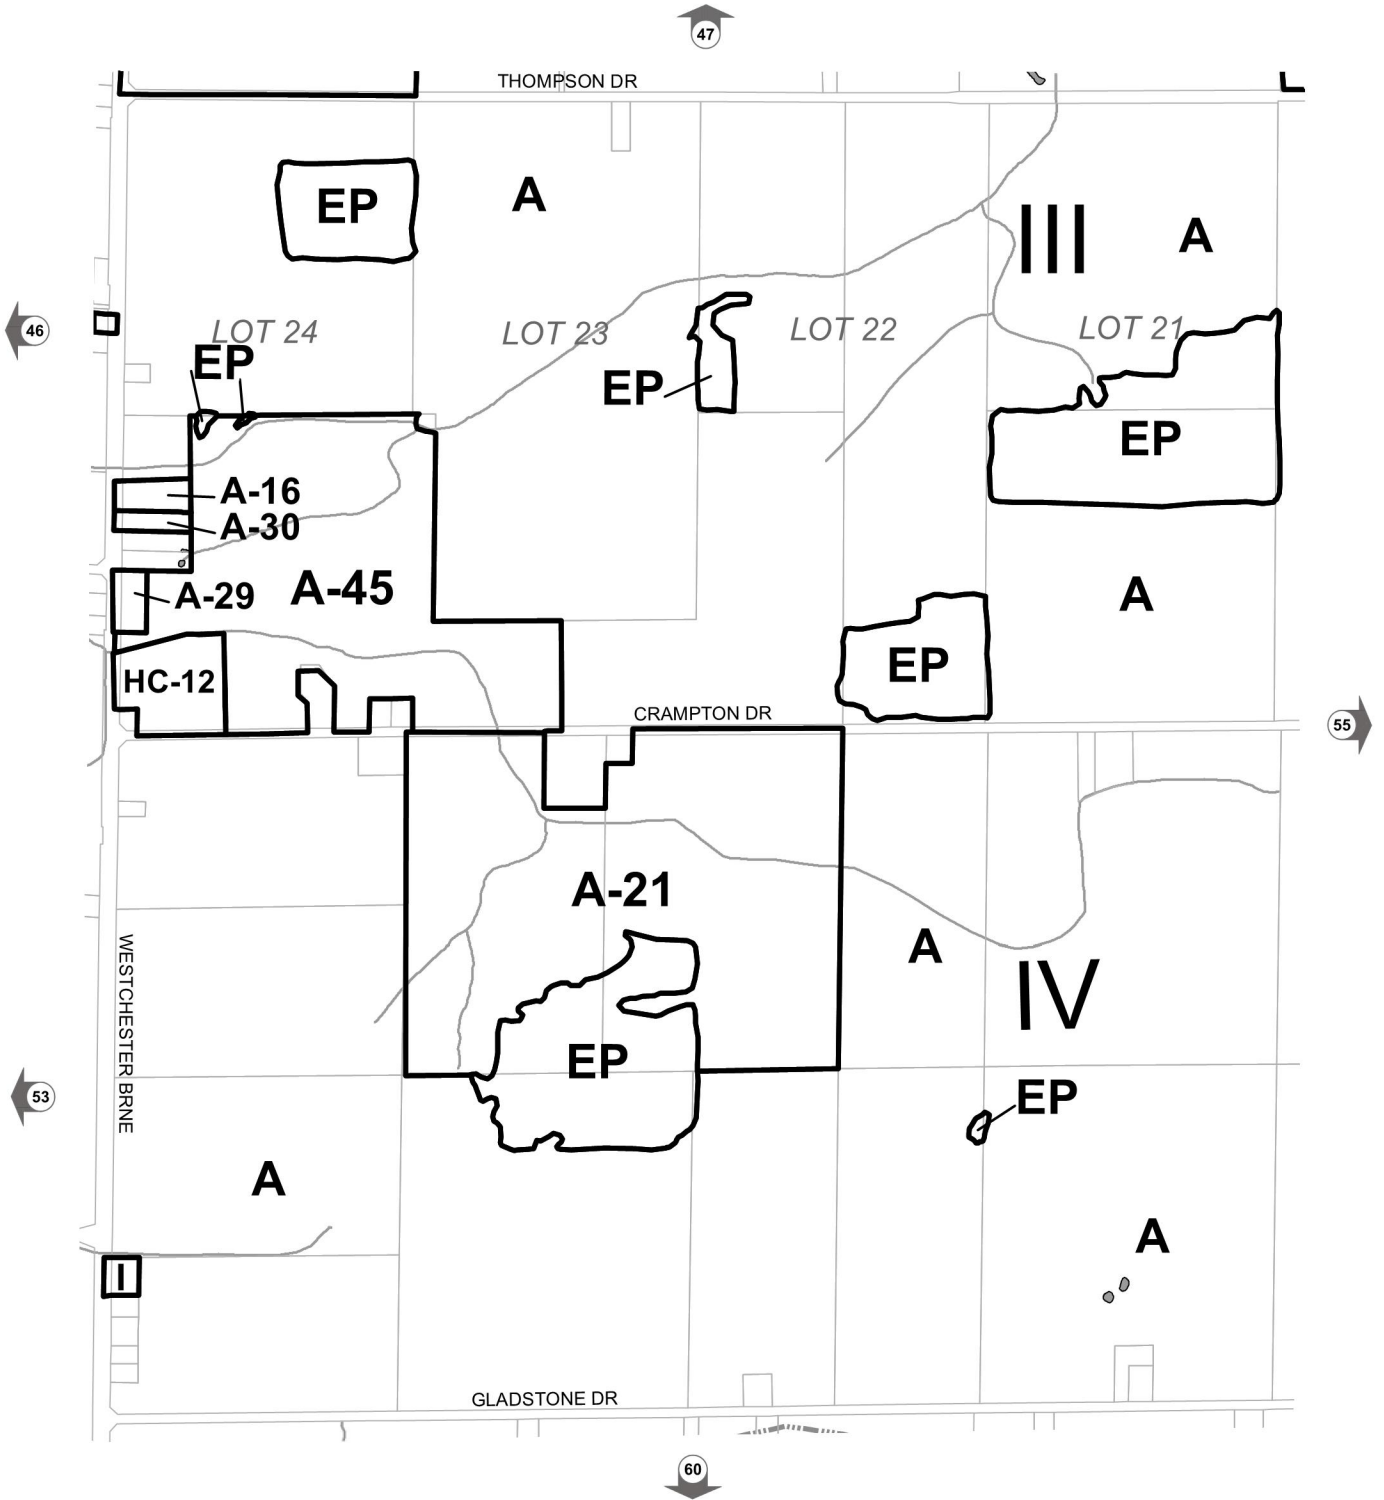 47
THOMPSON DR
A
EP
III
A
46
LOT 24
LOT 23
LOT 22
LOT 21
EP
EP
EP
A-16
A-30
A-29
A-45
A
EP
HC-12
CRAMPTON DR
55
A-21
A
WESTCHESTER BRNE
IV
EP
53
EP
A
A
I
GLADSTONE DR
60